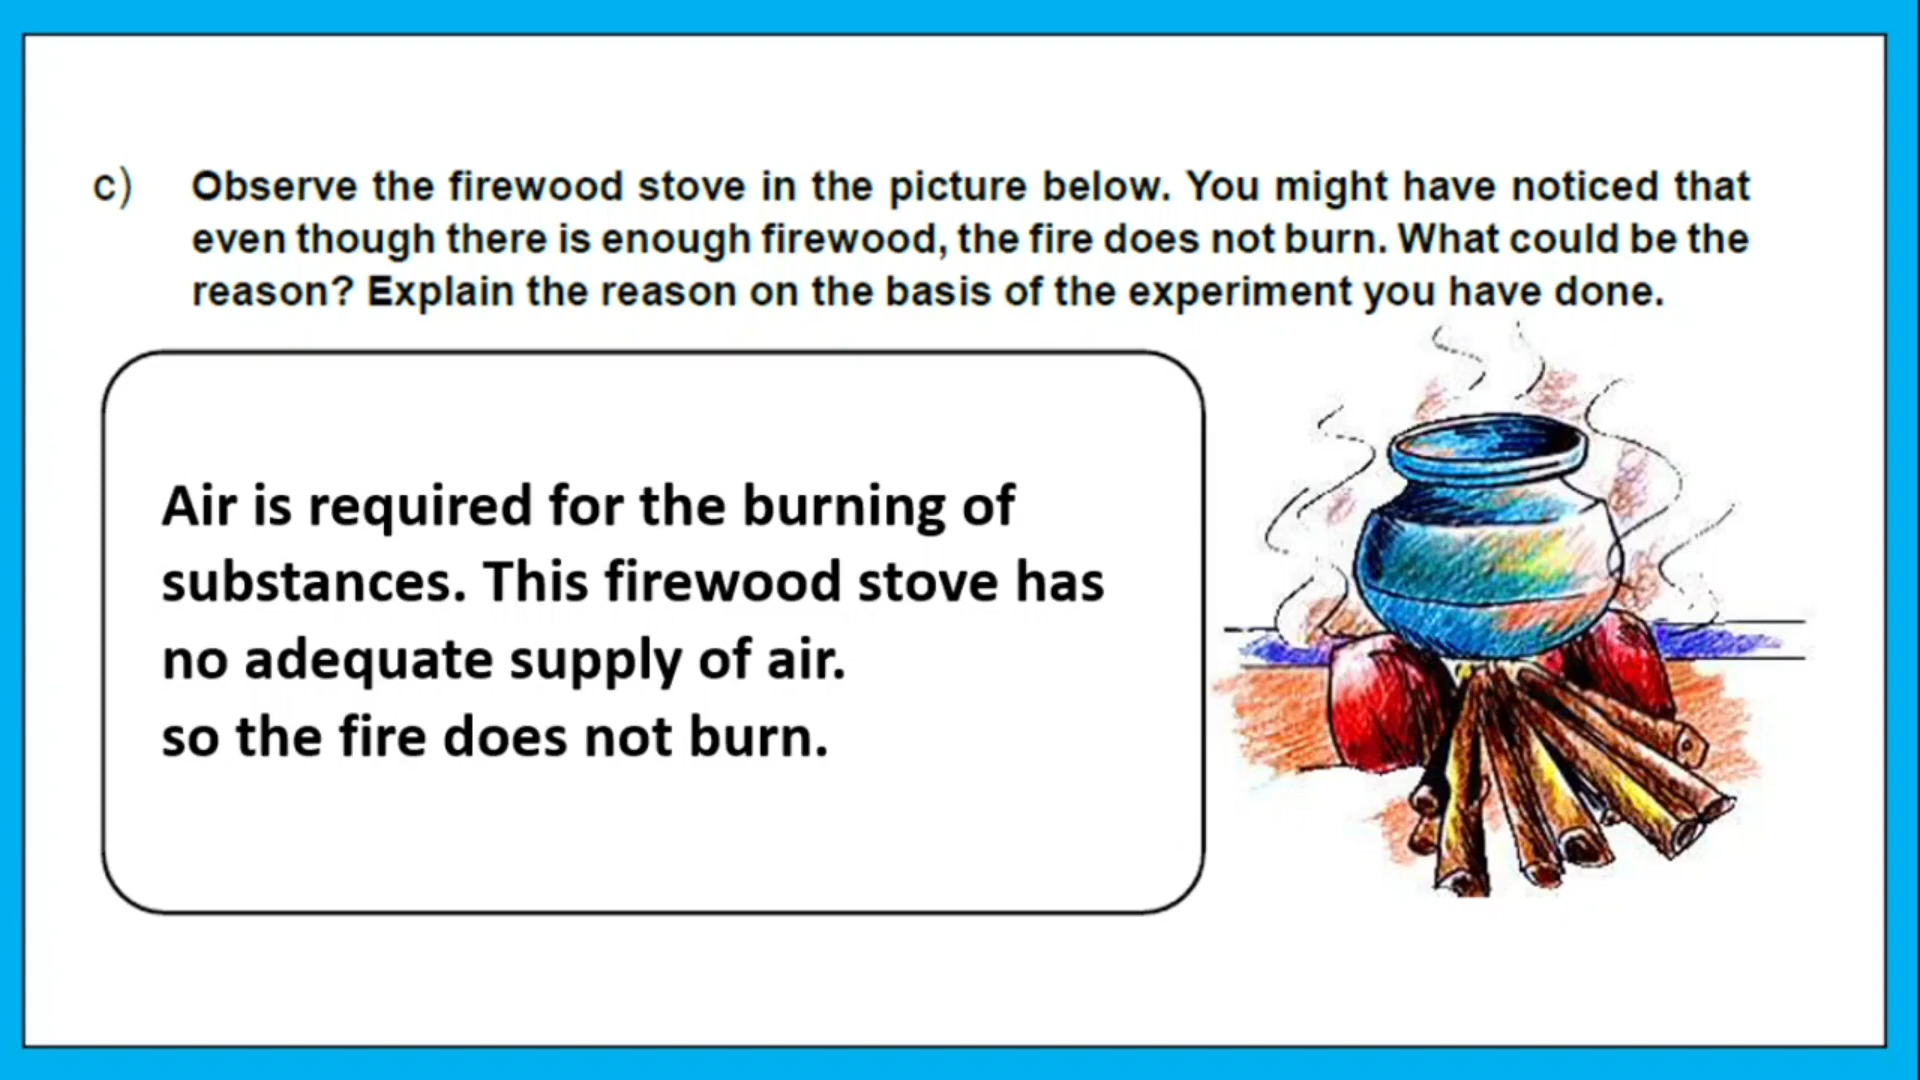 c) Observe the firewood stove in the picture below. You might have noticed that
even though there is enough firewood, the fire does not burn. What could be the
reason? Explain the reason on the basis of the experiment you have done.
Air is required for the burning of
substances. This firewood stove has
no adequate supply of air.
so the fire does not burn.